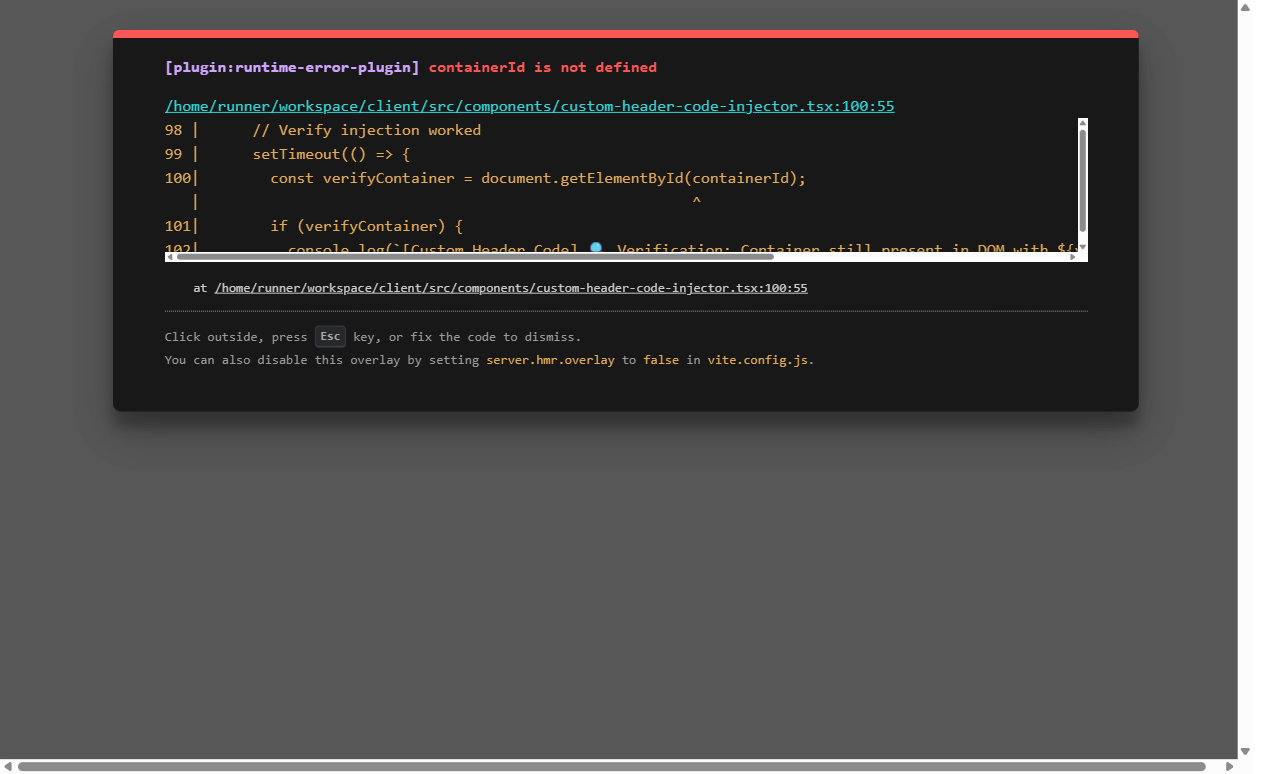 [plugin:runtime-error-plugin] containerId is not defined
/home/runner/workspace/client/src/components/custom-header-code-injector.tsx:100:55
98 |      // Verify injection worked
99 |      setTimeout(() => {
100|        const verifyContainer = document.getElementById(containerId);
   |                                                        ^
101|        if (verifyContainer) {
102|          console.log(`[Custom Header Code] Verification: Container still present in DOM with ${
at /home/runner/workspace/client/src/components/custom-header-code-injector.tsx:100:55
Click outside, press Esc key, or fix the code to dismiss.
You can also disable this overlay by setting server.hmr.overlay to false in vite.config.js.